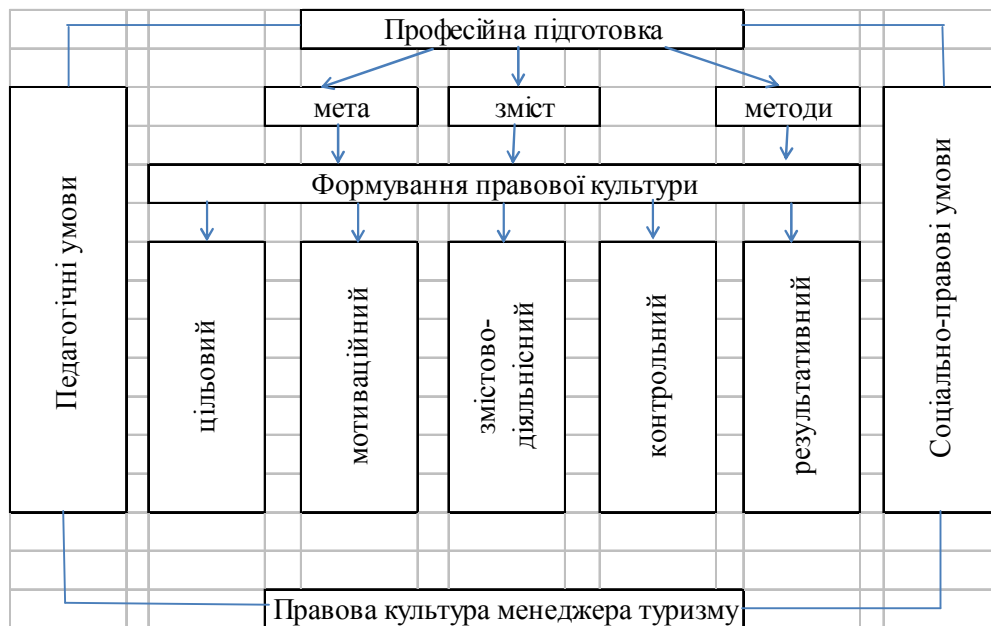 Професійна підготовка
мета
зміст
методи
Формування правової культури
Педагогічні умови
цільовий
мотиваційний
змістово-
діяльнісний
контрольний
результативний
Соціально-правові умови
Правова культура менеджера туризму